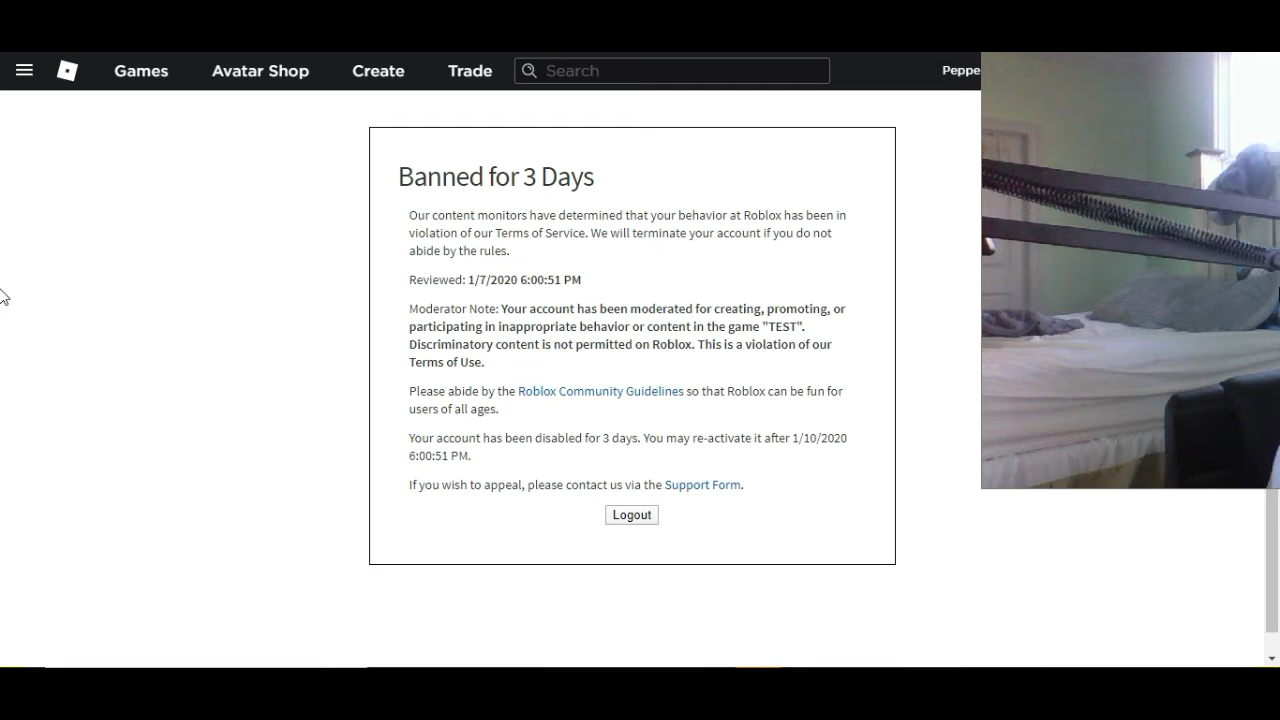 Games Avatar Shop Create Trade Search Peppe
Banned for 3 Days
Our content monitors have determined that your behavior at Roblox has been in
violation of our Terms of Service. We will terminate your account if you do not
abide by the rules.
Reviewed: 1/7/2020 6:00:51 PM
Moderator Note: Your account has been moderated for creating, promoting, or
participating in inappropriate behavior or content in the game "TEST".
Discriminatory content is not permitted on Roblox. This is a violation of our
Terms of Use.
Please abide by the Roblox Community Guidelines so that Roblox can be fun for
users of all ages.
Your account has been disabled for 3 days. You may re-activate it after 1/10/2020
6:00:51 PM.
If you wish to appeal, please contact us via the Support Form.
Logout